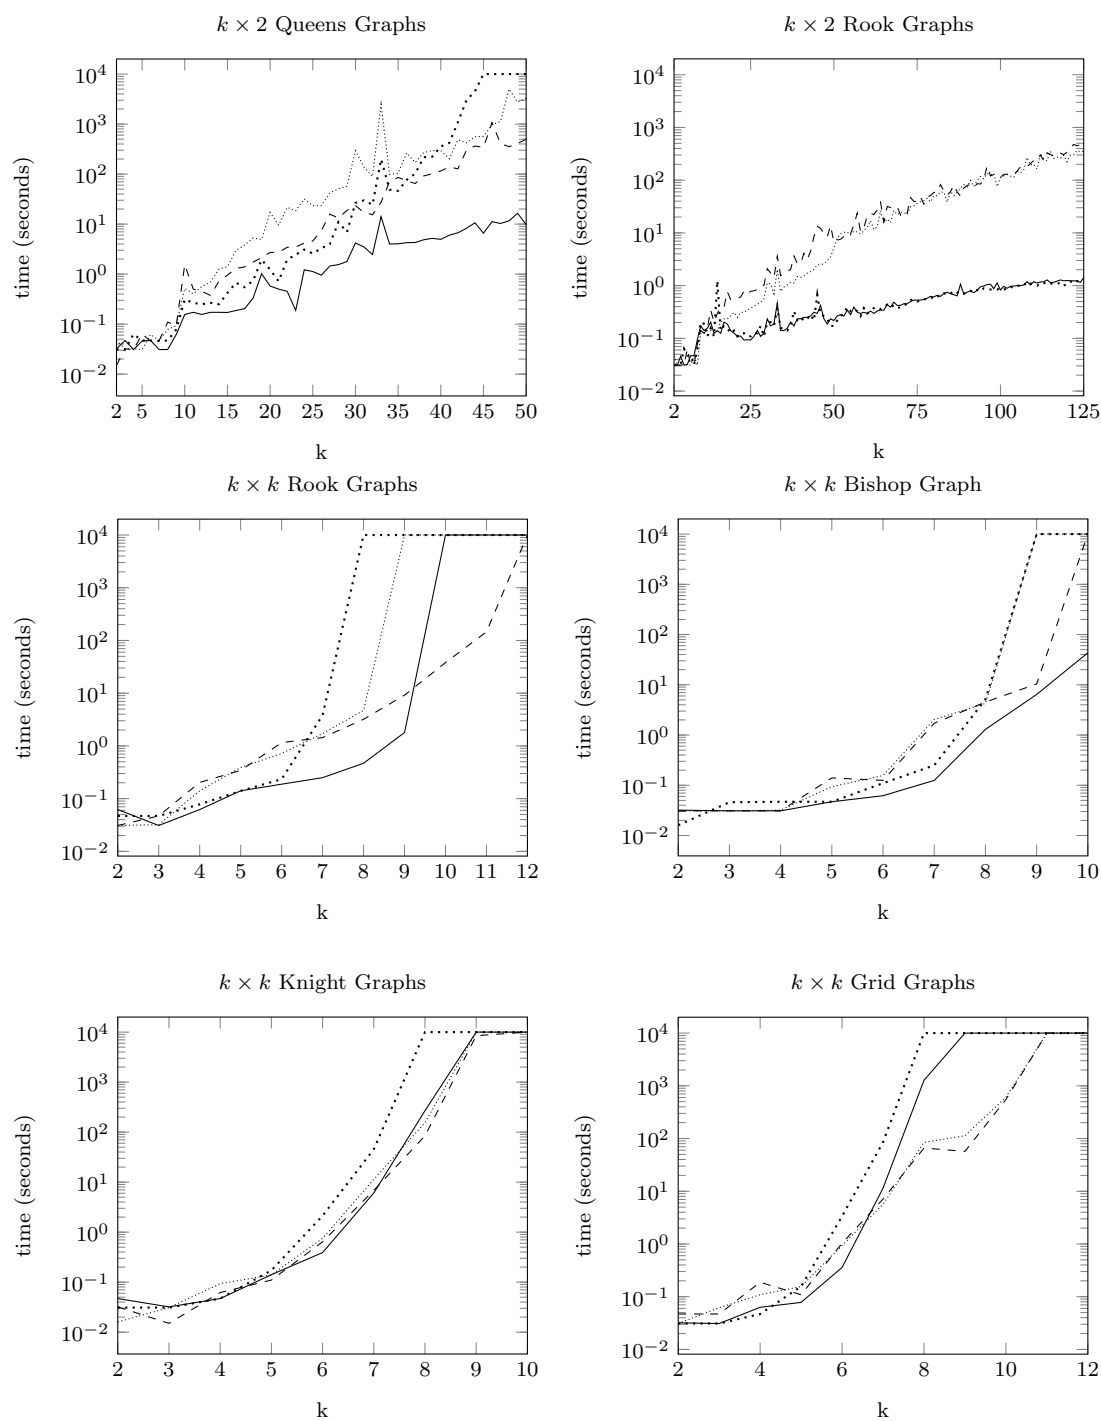 k × 2 Queens Graphs
time (seconds)
10^4
10^3
10^2
10^1
10^0
10^−1
10^−2
2 5 10 15 20 25 30 35 40 45 50
k
k × 2 Rook Graphs
time (seconds)
10^4
10^3
10^2
10^1
10^0
10^−1
10^−2
2 25 50 75 100 125
k
k × k Rook Graphs
time (seconds)
10^4
10^3
10^2
10^1
10^0
10^−1
10^−2
2 3 4 5 6 7 8 9 10 11 12
k
k × k Bishop Graph
time (seconds)
10^4
10^3
10^2
10^1
10^0
10^−1
10^−2
2 3 4 5 6 7 8 9 10
k
k × k Knight Graphs
time (seconds)
10^4
10^3
10^2
10^1
10^0
10^−1
10^−2
2 3 4 5 6 7 8 9 10
k
k × k Grid Graphs
time (seconds)
10^4
10^3
10^2
10^1
10^0
10^−1
10^−2
2 4 6 8 10 12
k